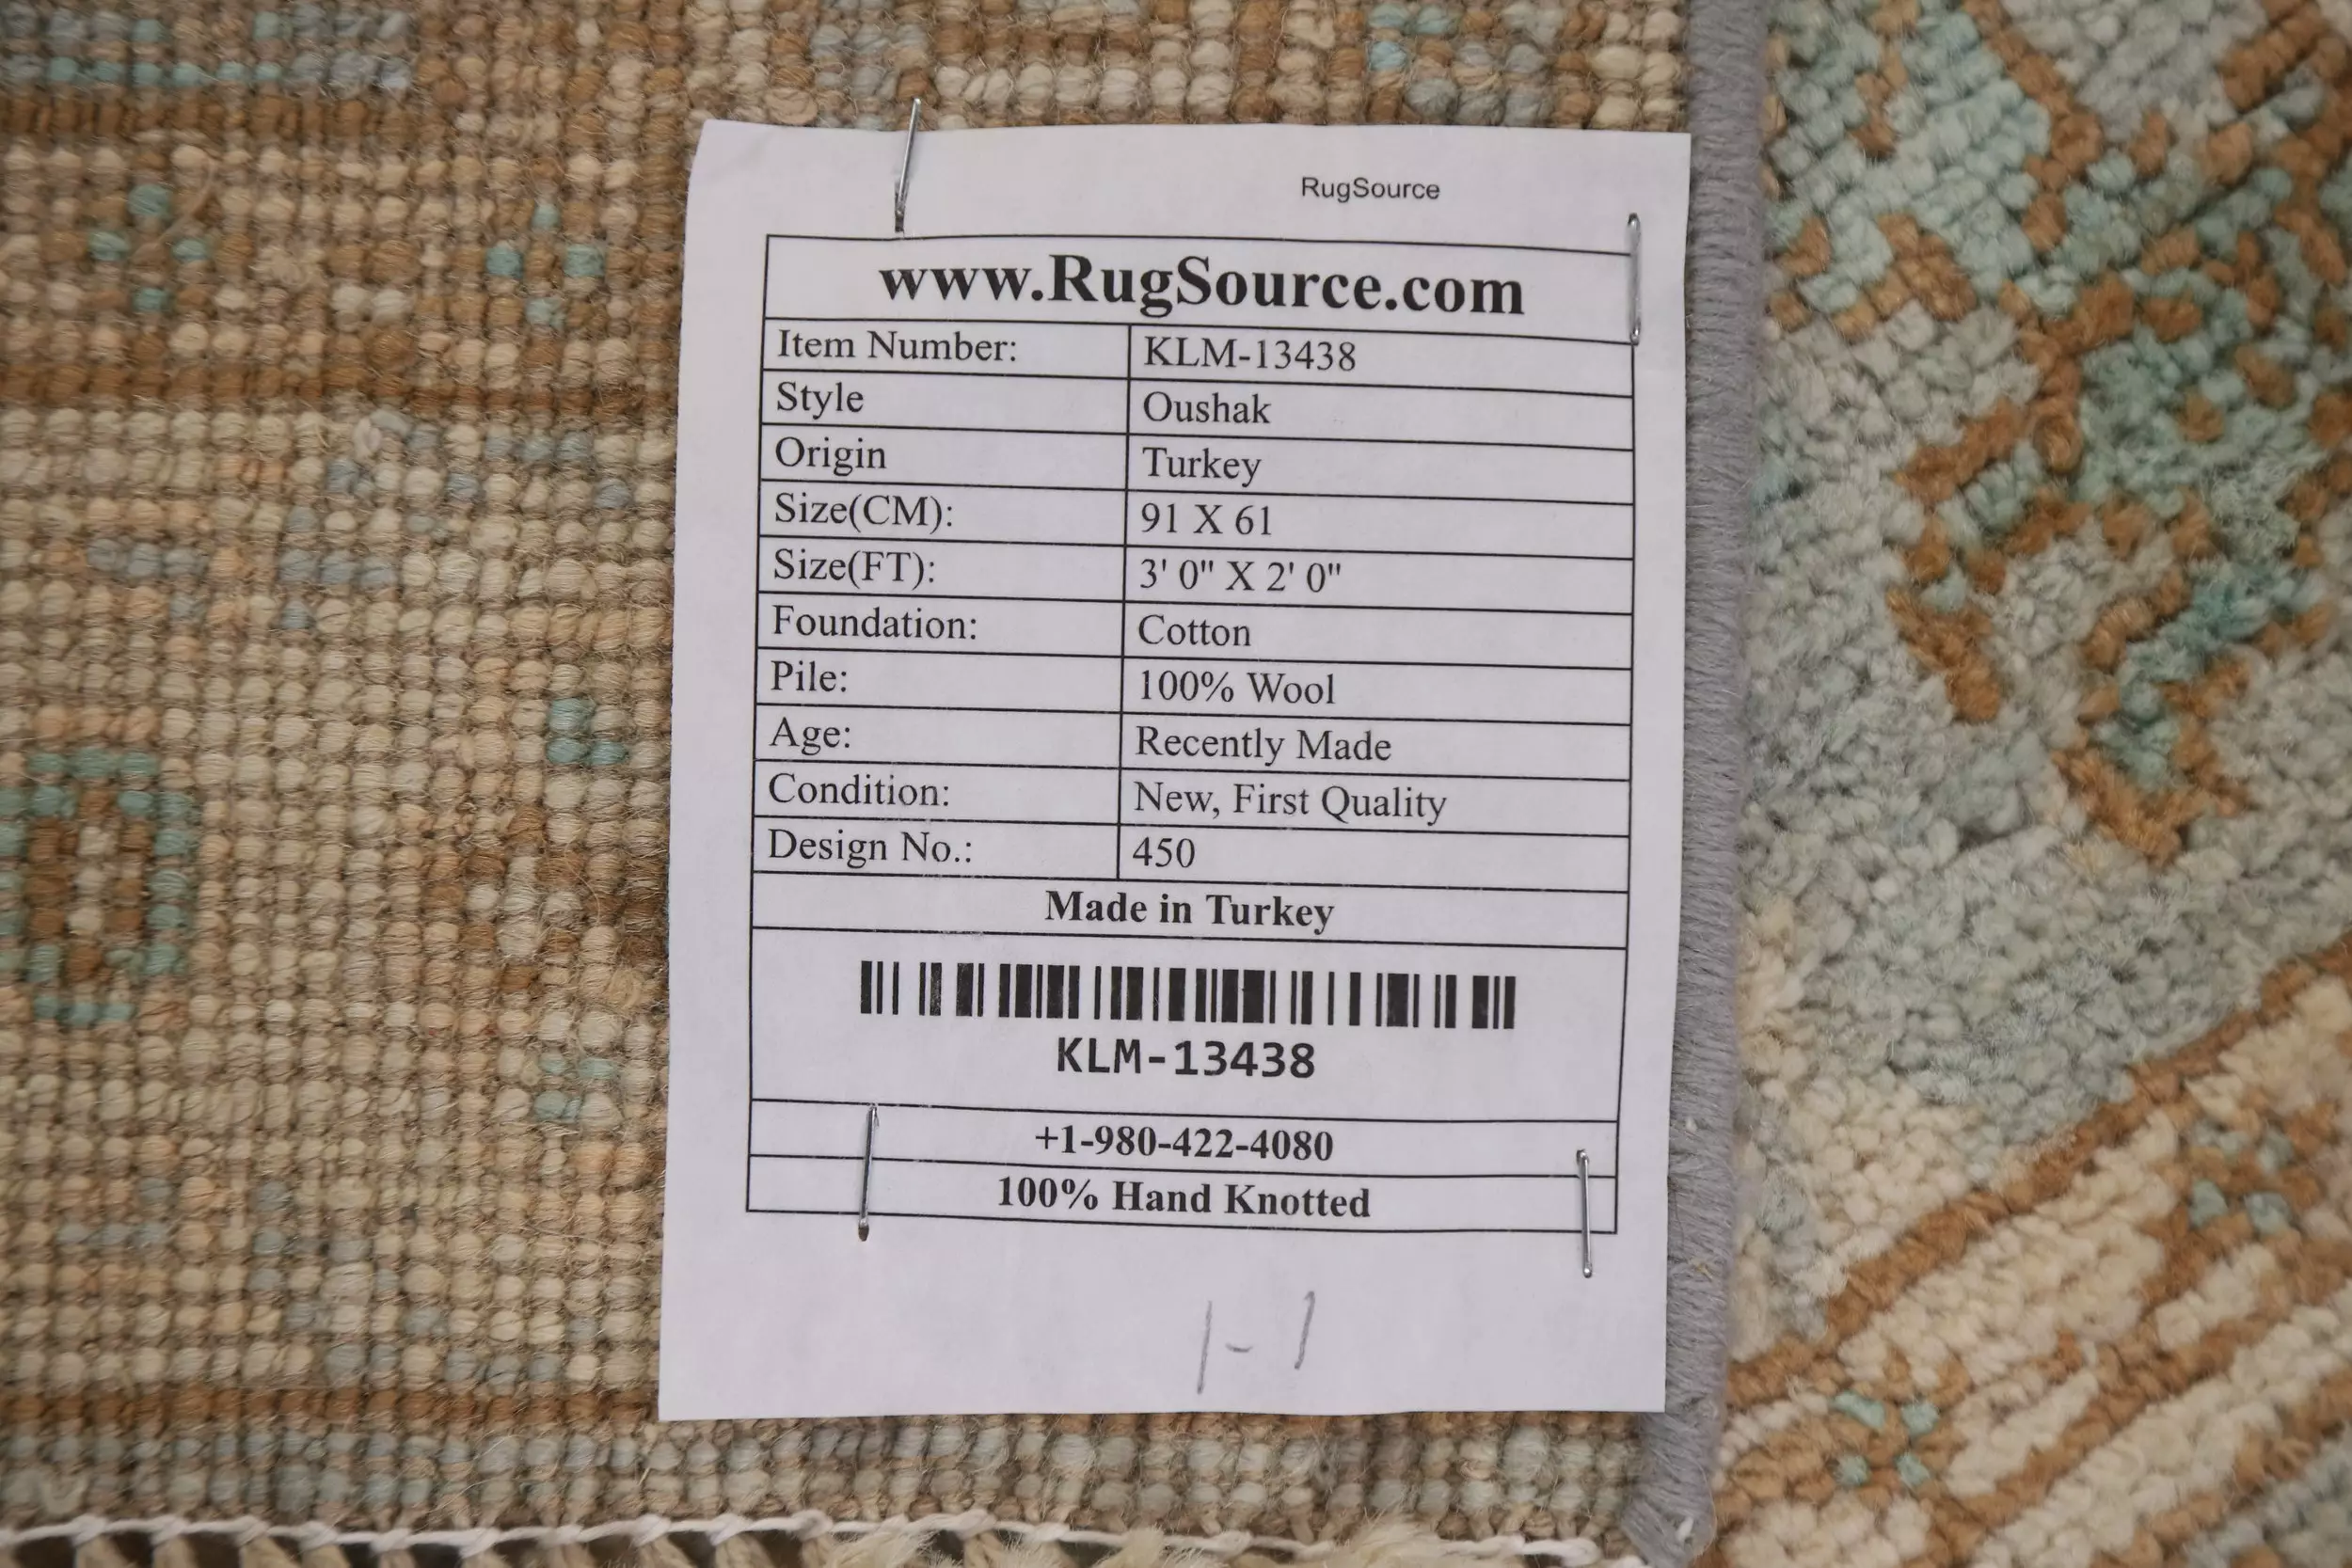 RugSource
www.RugSource.com
Item Number: KLM-13438
Style Oushak
Origin Turkey
Size(CM): 91 X 61
Size(FT): 3' 0" X 2' 0"
Foundation: Cotton
Pile: 100% Wool
Age: Recently Made
Condition: New, First Quality
Design No.: 450
Made in Turkey
KLM-13438
+1-980-422-4080
100% Hand Knotted
1-1